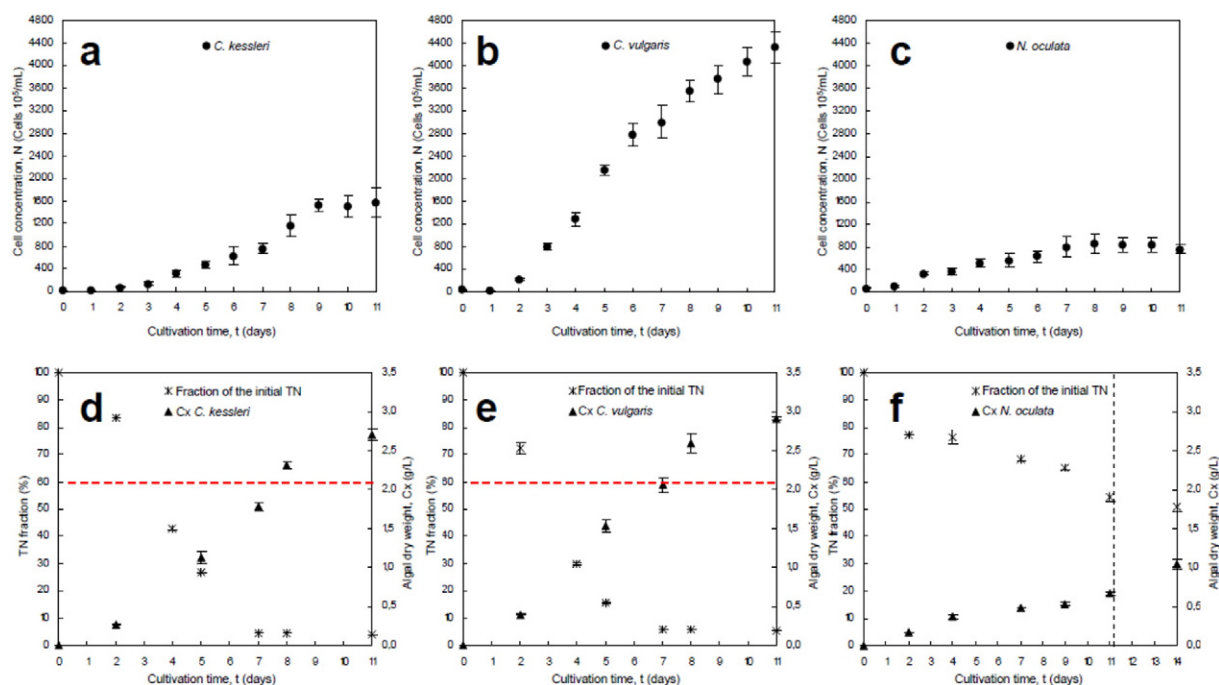 a
C. kessleri
Cell concentration, N (Cells 10⁵/mL)
4800
4400
4000
3600
3200
2800
2400
2000
1600
1200
800
400
0
0 1 2 3 4 5 6 7 8 9 10 11
Cultivation time, t (days)
b
C. vulgaris
Cell concentration, N (Cells 10⁵/mL)
4800
4400
4000
3600
3200
2800
2400
2000
1600
1200
800
400
0
0 1 2 3 4 5 6 7 8 9 10 11
Cultivation time, t (days)
c
N. oculata
Cell concentration, N (Cells 10⁵/mL)
4800
4400
4000
3600
3200
2800
2400
2000
1600
1200
800
400
0
0 1 2 3 4 5 6 7 8 9 10 11
Cultivation time, t (days)
d
Fraction of the initial TN
Cx C. kessleri
TN fraction (%)
100
90
80
70
60
50
40
30
20
10
0
3,5
3,0
2,5
2,0
1,5
1,0
0,5
0,0
Algal dry weight, Cx (g/L)
0 1 2 3 4 5 6 7 8 9 10 11
Cultivation time, t (days)
e
Fraction of the initial TN
Cx C. vulgaris
TN fraction (%)
100
90
80
70
60
50
40
30
20
10
0
3,5
3,0
2,5
2,0
1,5
1,0
0,5
0,0
Algal dry weight, Cx (g/L)
0 1 2 3 4 5 6 7 8 9 10 11
Cultivation time, t (days)
f
Fraction of the initial TN
Cx N. oculata
TN fraction (%)
100
90
80
70
60
50
40
30
20
10
0
3,5
3,0
2,5
2,0
1,5
1,0
0,5
0,0
Algal dry weight, Cx (g/L)
0 1 2 3 4 5 6 7 8 9 10 11 12 13 14
Cultivation time, t (days)